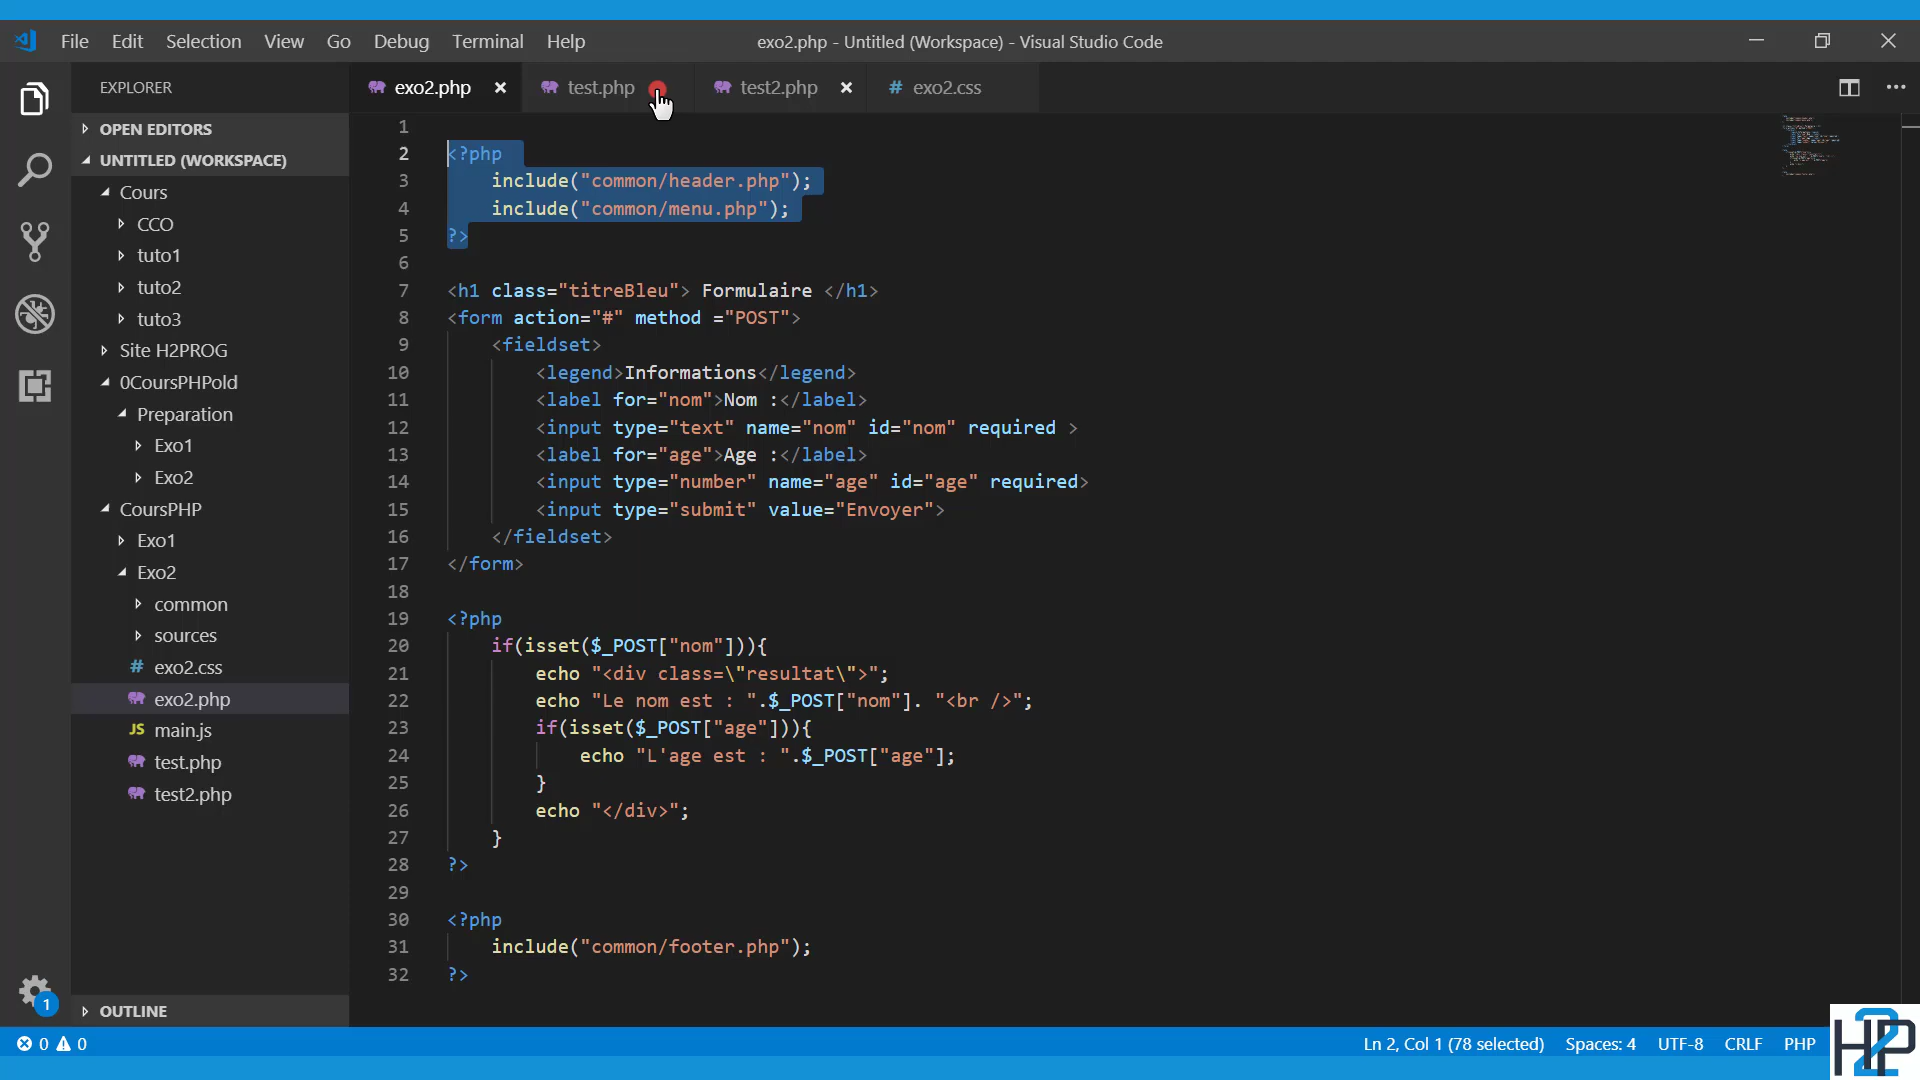 File Edit Selection View Go Debug Terminal Help
exo2.php - Untitled (Workspace) - Visual Studio Code
EXPLORER
exo2.php
test.php
test2.php
# exo2.css
OPEN EDITORS
UNTITLED (WORKSPACE)
Cours
CCO
tuto1
tuto2
tuto3
Site H2PROG
0CoursPHPold
Preparation
Exo1
Exo2
CoursPHP
Exo1
Exo2
common
sources
# exo2.css
exo2.php
JS main.js
test.php
test2.php
OUTLINE
1
1
2 <?php
3 include("common/header.php");
4 include("common/menu.php");
5 ?>
6
7 <h1 class="titreBleu"> Formulaire </h1>
8 <form action="#" method ="POST">
9 <fieldset>
10 <legend>Informations</legend>
11 <label for="nom">Nom :</label>
12 <input type="text" name="nom" id="nom" required >
13 <label for="age">Age :</label>
14 <input type="number" name="age" id="age" required>
15 <input type="submit" value="Envoyer">
16 </fieldset>
17 </form>
18
19 <?php
20 if(isset($_POST["nom"])){
21 echo "<div class=\"resultat\">";
22 echo "Le nom est : ".$_POST["nom"]. "<br />";
23 if(isset($_POST["age"])){
24 echo "L'age est : ".$_POST["age"];
25 }
26 echo "</div>";
27 }
28 ?>
29
30 <?php
31 include("common/footer.php");
32 ?>
0 0
Ln 2, Col 1 (78 selected) Spaces: 4 UTF-8 CRLF PHP
H2P